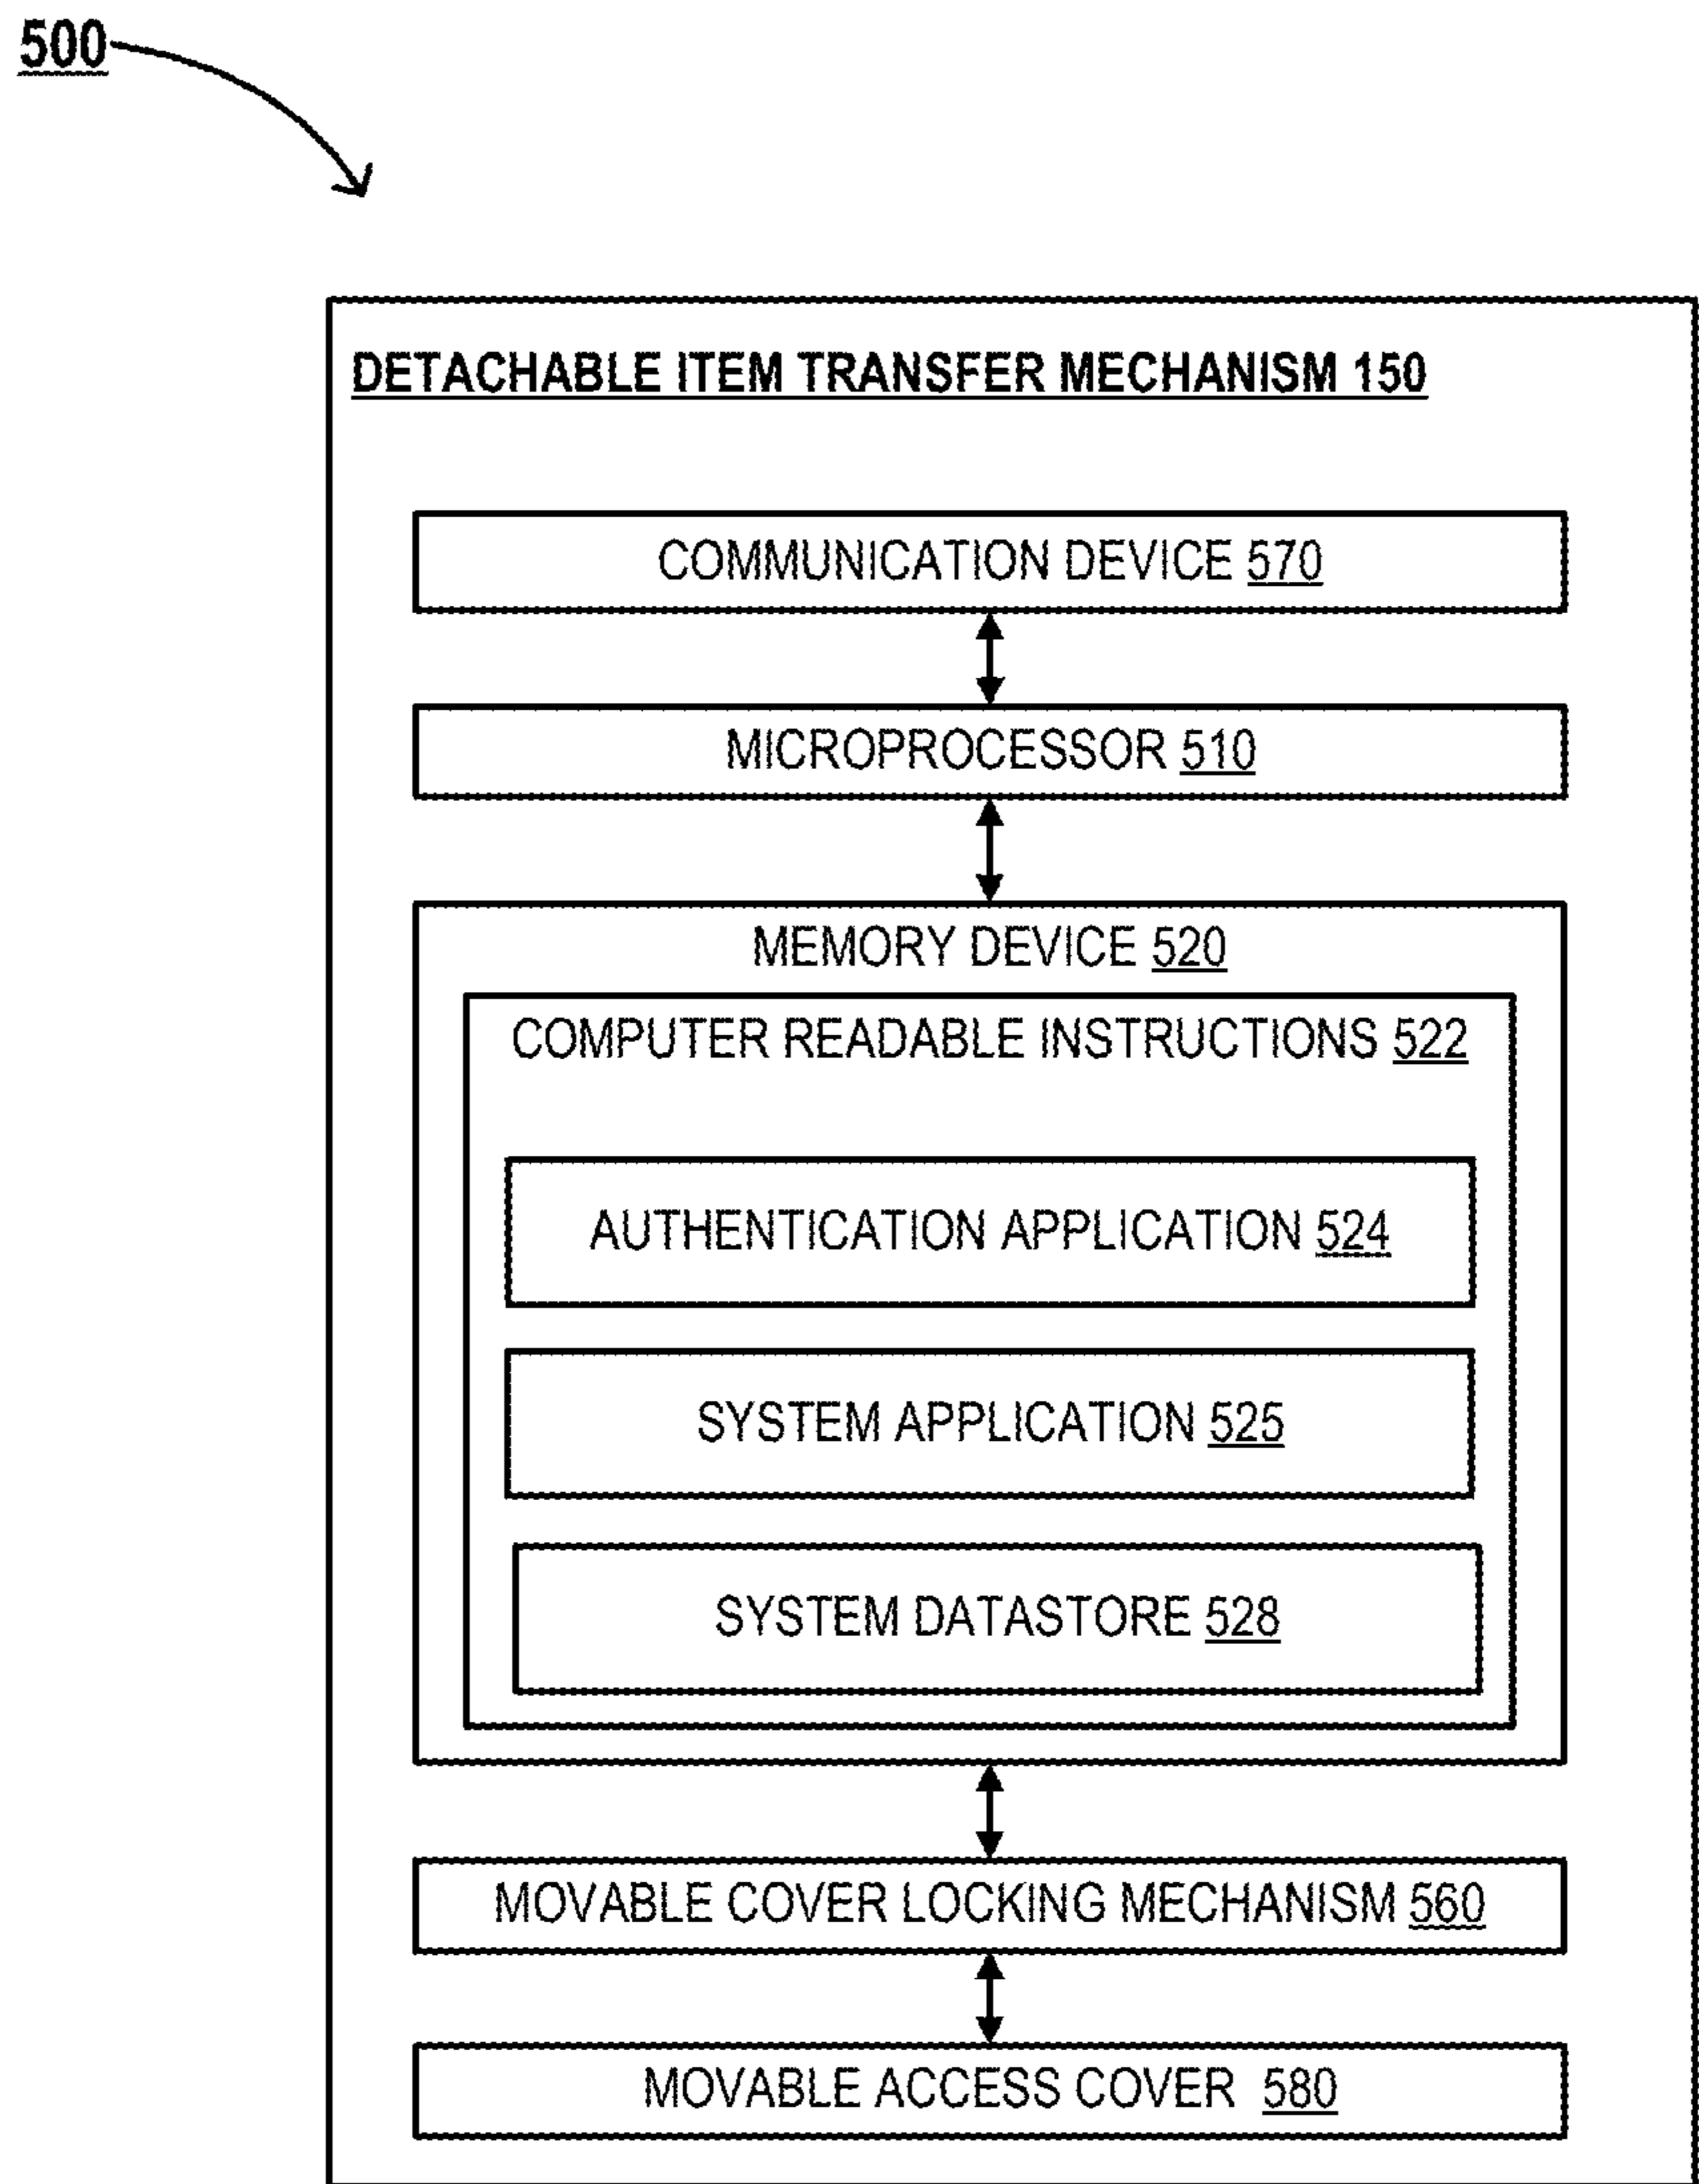 500
DETACHABLE ITEM TRANSFER MECHANISM 150
COMMUNICATION DEVICE 570
MICROPROCESSOR 510
MEMORY DEVICE 520
COMPUTER READABLE INSTRUCTIONS 522
AUTHENTICATION APPLICATION 524
SYSTEM APPLICATION 525
SYSTEM DATASTORE 528
MOVABLE COVER LOCKING MECHANISM 560
MOVABLE ACCESS COVER 580